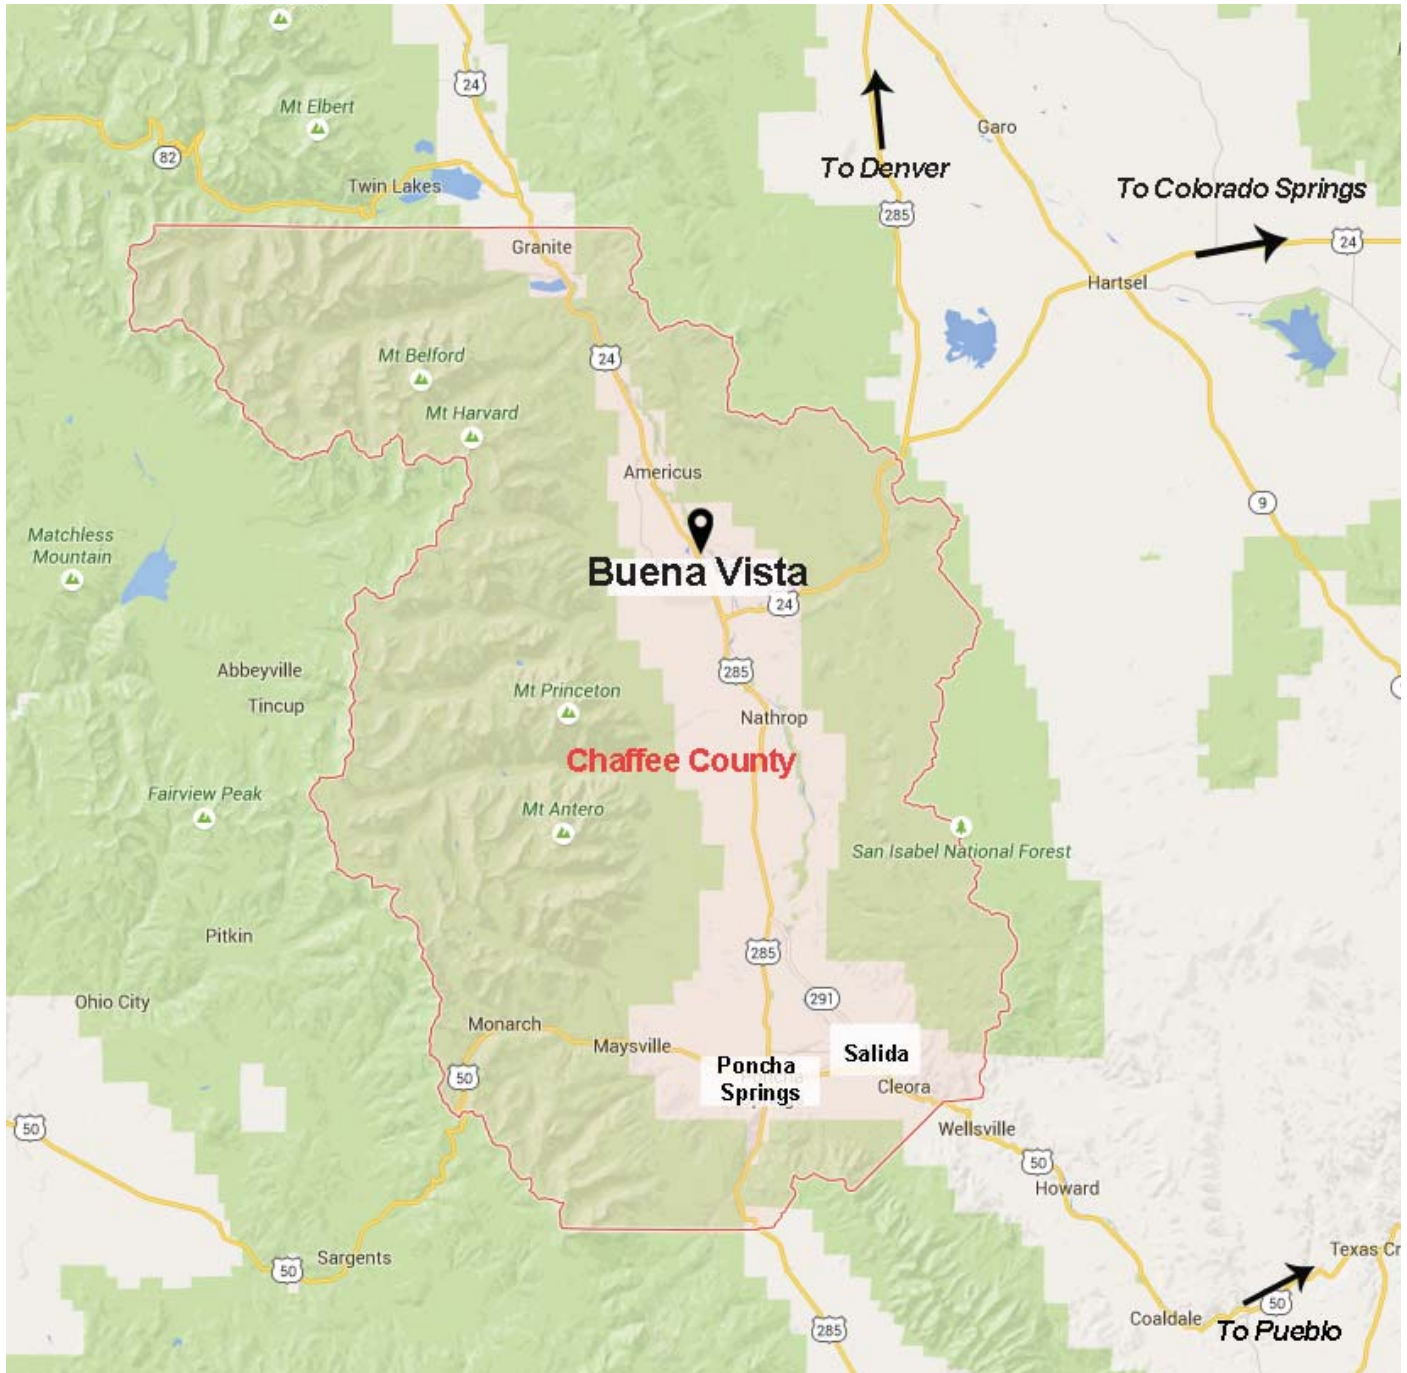 24
Mt Elbert
Garo
82
To Denver
Twin Lakes
To Colorado Springs
285
24
Granite
Hartsel
Mt Belford
24
Mt Harvard
Americus
9
Matchless
Mountain
Buena Vista
24
Abbeyville
285
Mt Princeton
Tincup
Nathrop
Chaffee County
Fairview Peak
Mt Antero
San Isabel National Forest
Pitkin
285
Ohio City
291
Monarch
Maysville
Salida
Poncha
Springs
50
Cleora
50
Wellsville
50
Howard
Sargents
50
Texas Cr
50
Coaldale
285
To Pueblo